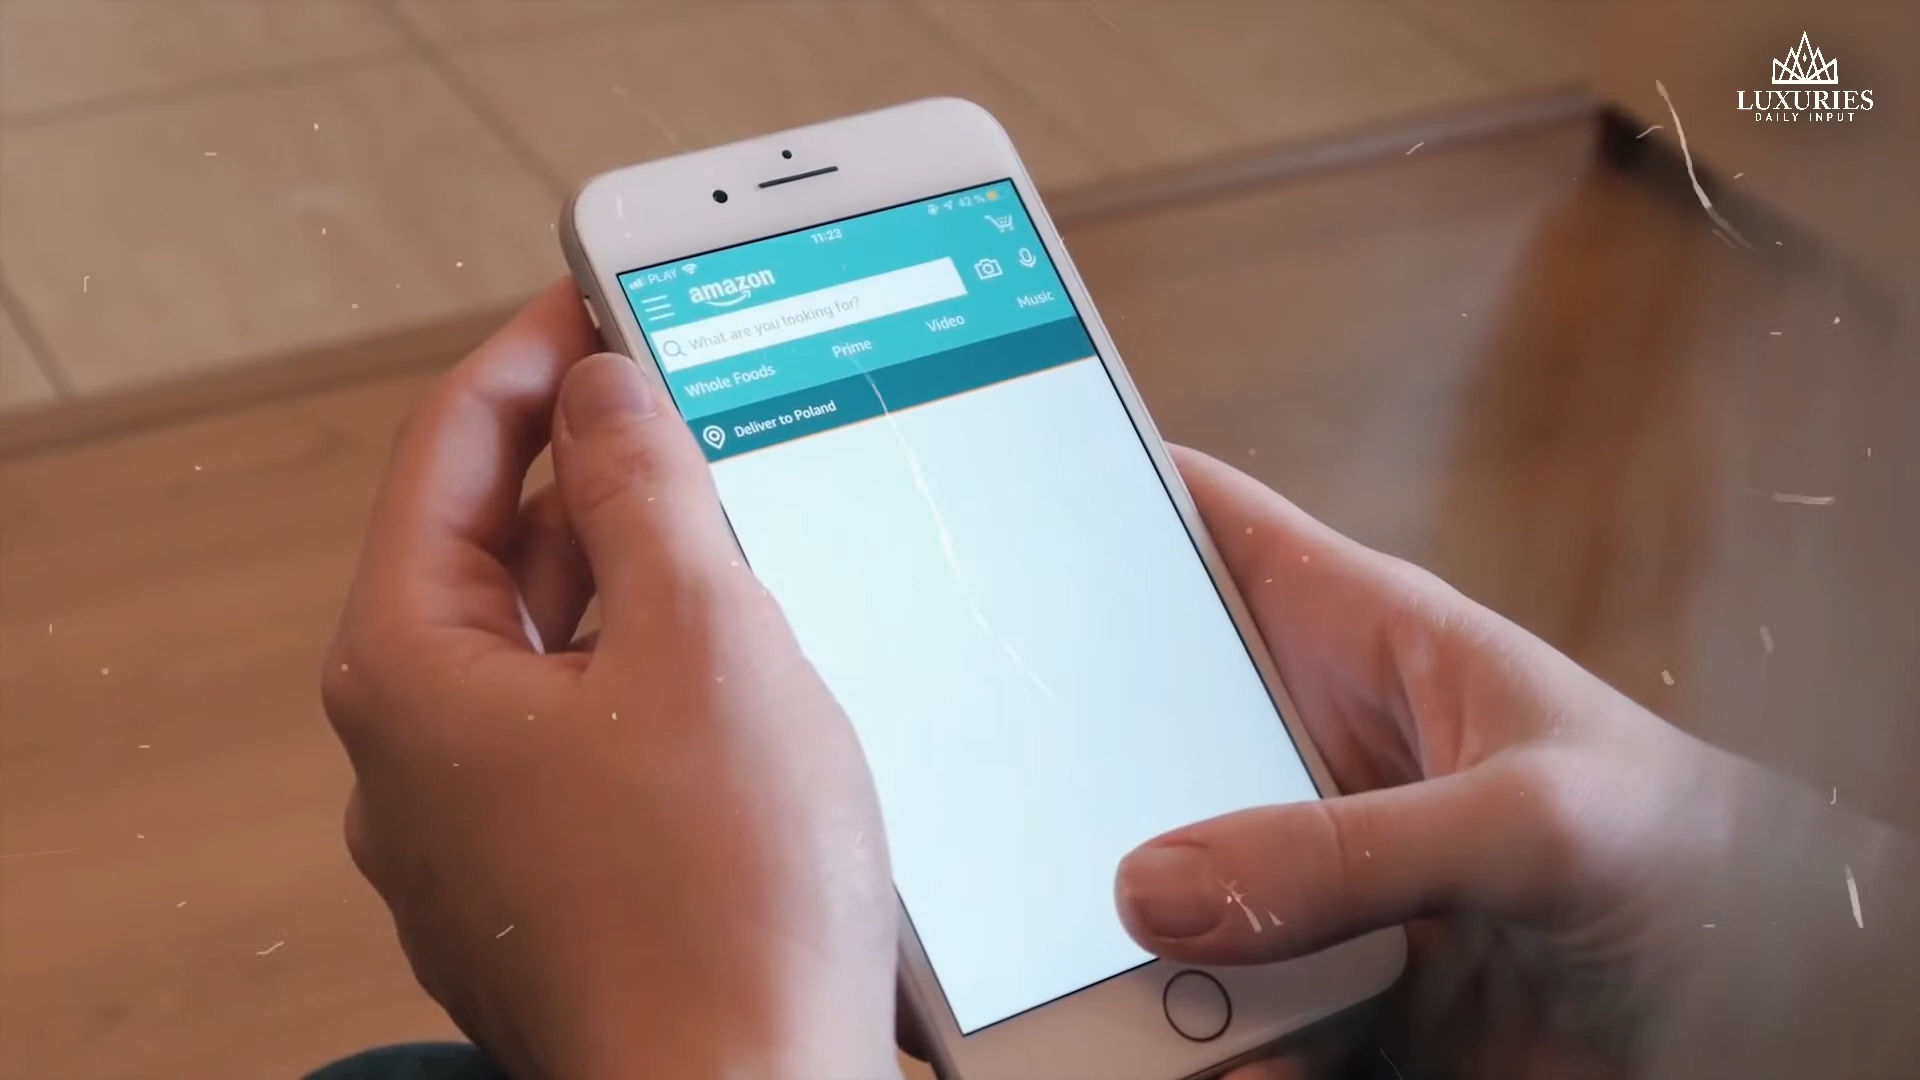 LUXURIES
DAILY INPUT
PLAY 11:23 42 %
amazon
What are you looking for?
Whole Foods Prime Video Music
Deliver to Poland